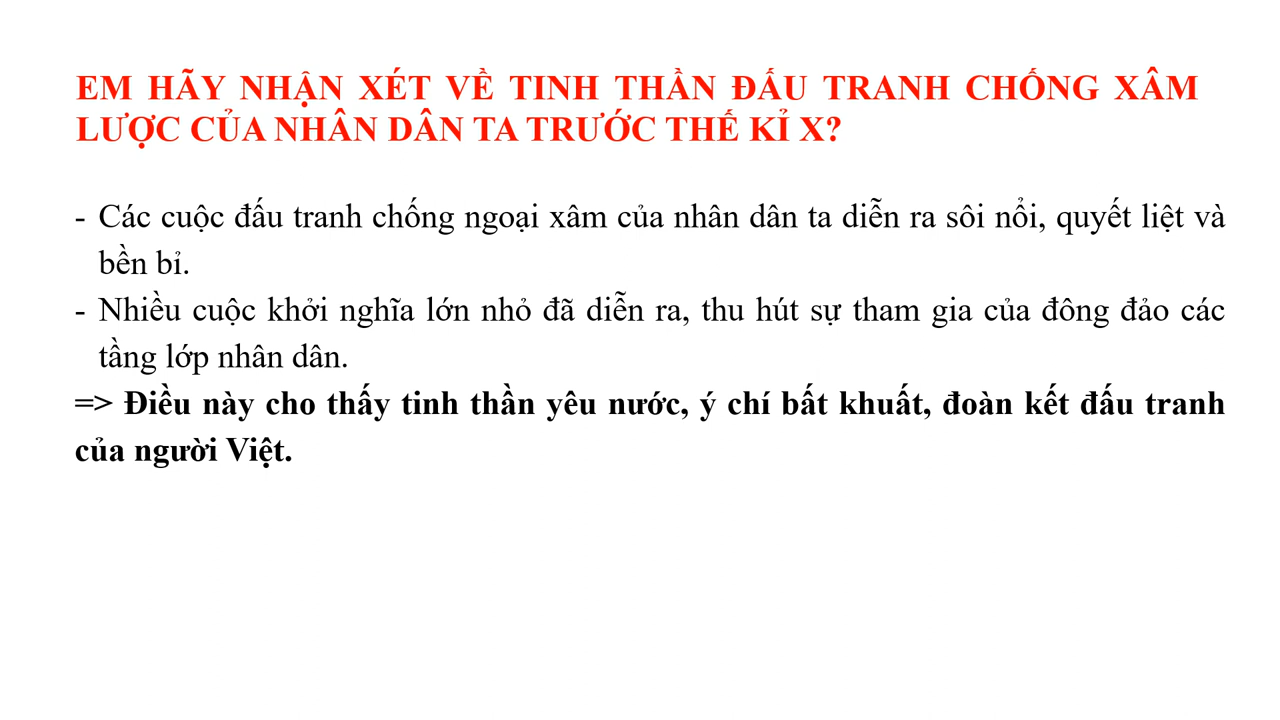 EM HÃY NHẬN XÉT VỀ TINH THẦN ĐẤU TRANH CHỐNG XÂM
LƯỢC CỦA NHÂN DÂN TA TRƯỚC THẾ KỈ X?
- Các cuộc đấu tranh chống ngoại xâm của nhân dân ta diễn ra sôi nổi, quyết liệt và
bền bỉ.
- Nhiều cuộc khởi nghĩa lớn nhỏ đã diễn ra, thu hút sự tham gia của đông đảo các
tầng lớp nhân dân.
=> Điều này cho thấy tinh thần yêu nước, ý chí bất khuất, đoàn kết đấu tranh
của người Việt.